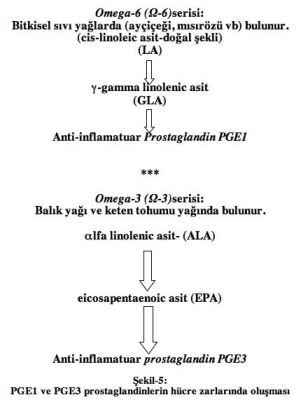 Omega-6 (Ω-6)serisi:
Bitkisel sıvı yağlarda (ayçiçeği, mısırözü vb) bulunur.
(cis-linoleic asit-doğal şekli)
(LA)
γ-gamma linolenic asit
(GLA)
Anti-inflamatuar Prostaglandin PGE1
***
Omega-3 (Ω-3)serisi:
Balık yağı ve keten tohumu yağında bulunur.
αlfa linolenic asit- (ALA)
eicosapentaenoic asit (EPA)
Anti-inflamatuar prostaglandin PGE3
Şekil-5:
PGE1 ve PGE3 prostaglandinlerin hücre zarlarında oluşması